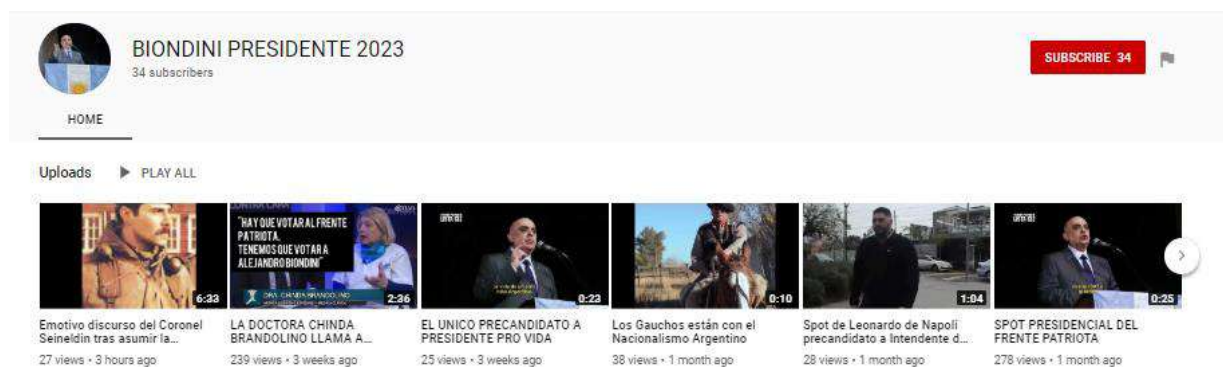 BIONDINI PRESIDENTE 2023
34 subscribers
SUBSCRIBE 34
HOME
Uploads
PLAY ALL
"HAY QUE VOTAR AL FRENTE
PATRIOTA.
TENEMOS QUE VOTAR A
ALEJANDRO BIONDINI"
DRA. CHINDA BRANDOLINO
6:33
2:36
0:23
0:10
1:04
0:25
Emotivo discurso del Coronel
Seineldin tras asumir la...
27 views • 3 hours ago
LA DOCTORA CHINDA
BRANDOLINO LLAMA A...
239 views • 3 weeks ago
EL UNICO PRECANDIDATO A
PRESIDENTE PRO VIDA
25 views • 3 weeks ago
Los Gauchos están con el
Nacionalismo Argentino
38 views • 1 month ago
Spot de Leonardo de Napoli
precandidato a Intendente d...
28 views • 1 month ago
SPOT PRESIDENCIAL DEL
FRENTE PATRIOTA
278 views • 1 month ago